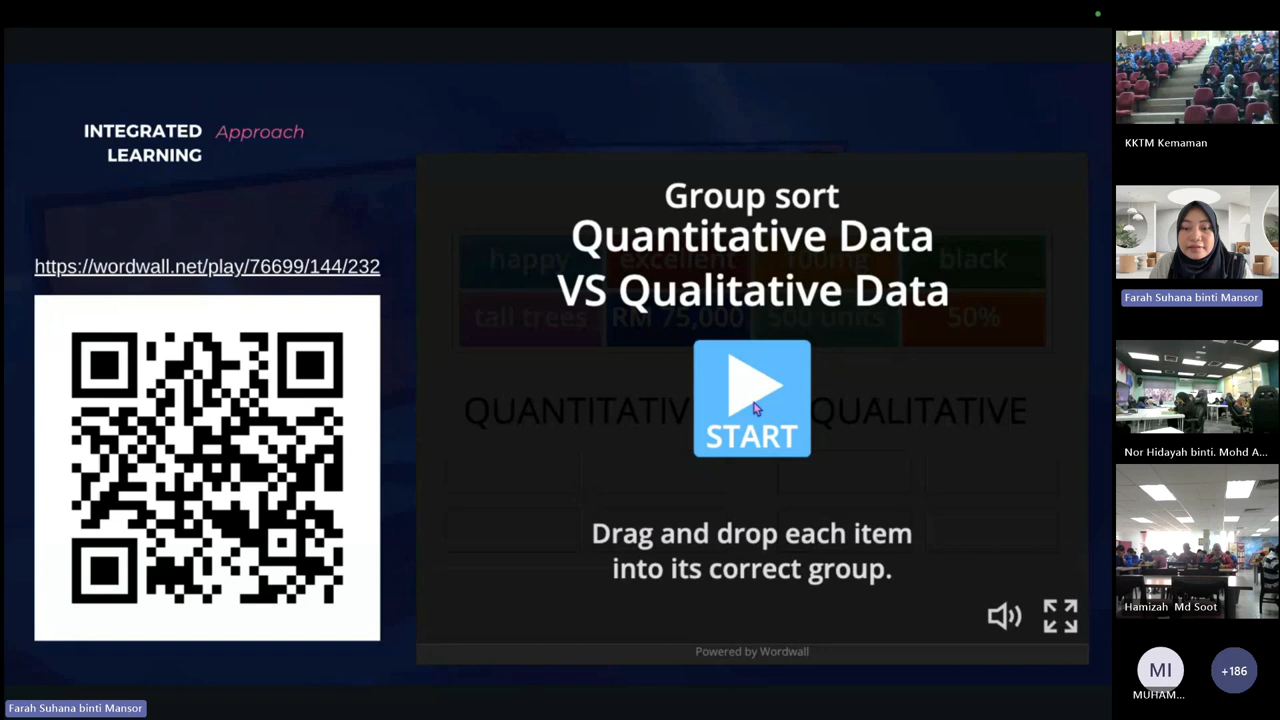 INTEGRATED Approach
LEARNING
https://wordwall.net/play/76699/144/232
Group sort
Quantitative Data
VS Qualitative Data
happy excellent 100mg black
tall trees RM 75,000 500 units 50%
QUANTITATIV QUALITATIVE
START
Drag and drop each item
into its correct group.
Powered by Wordwall
KKTM Kemaman
Farah Suhana binti Mansor
Nor Hidayah binti. Mohd A...
Hamizah Md Soot
MI
MUHAM...
+186
Farah Suhana binti Mansor